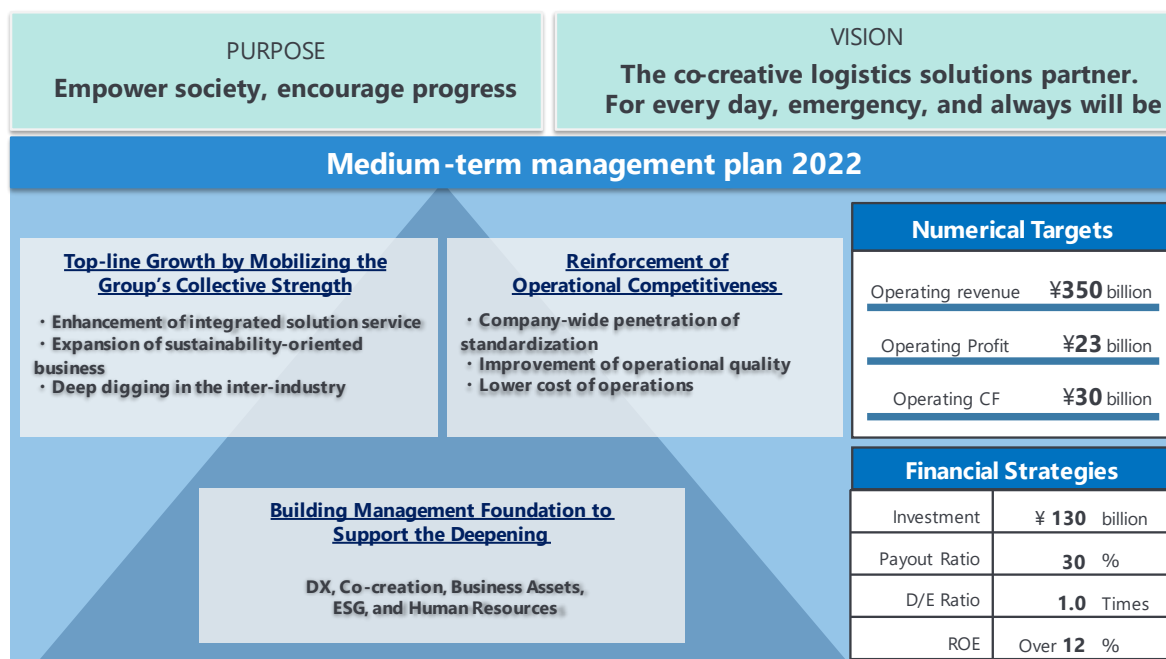 PURPOSE
Empower society, encourage progress
VISION
The co-creative logistics solutions partner.
For every day, emergency, and always will be
Medium-term management plan 2022
Top-line Growth by Mobilizing the
Group's Collective Strength
・Enhancement of integrated solution service
・Expansion of sustainability-oriented
business
・Deep digging in the inter-industry
Reinforcement of
Operational Competitiveness
・Company-wide penetration of
standardization
・Improvement of operational quality
・Lower cost of operations
Building Management Foundation to
Support the Deepening
DX, Co-creation, Business Assets,
ESG, and Human Resources
Numerical Targets
Operating revenue ¥350 billion
Operating Profit ¥23 billion
Operating CF ¥30 billion
Financial Strategies
Investment ¥ 130 billion
Payout Ratio 30 %
D/E Ratio 1.0 Times
ROE Over 12 %